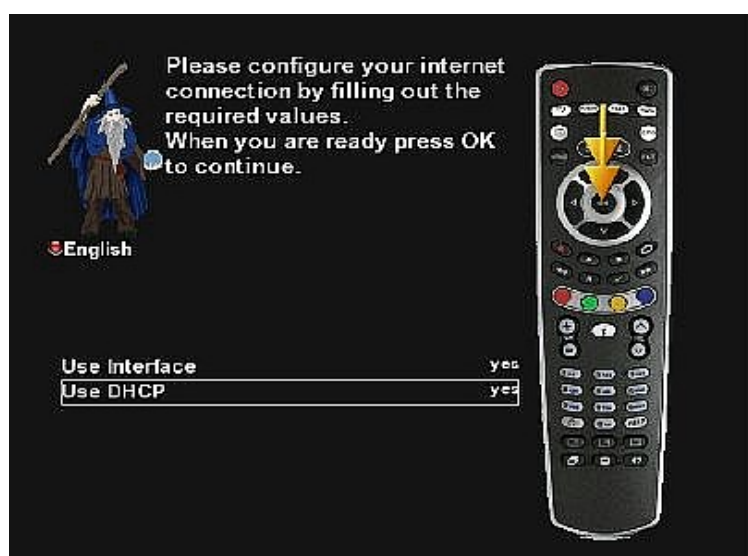 Please configure your internet
connection by filling out the
required values.
When you are ready press OK
to continue.
English
Use Interface yes
Use DHCP yes